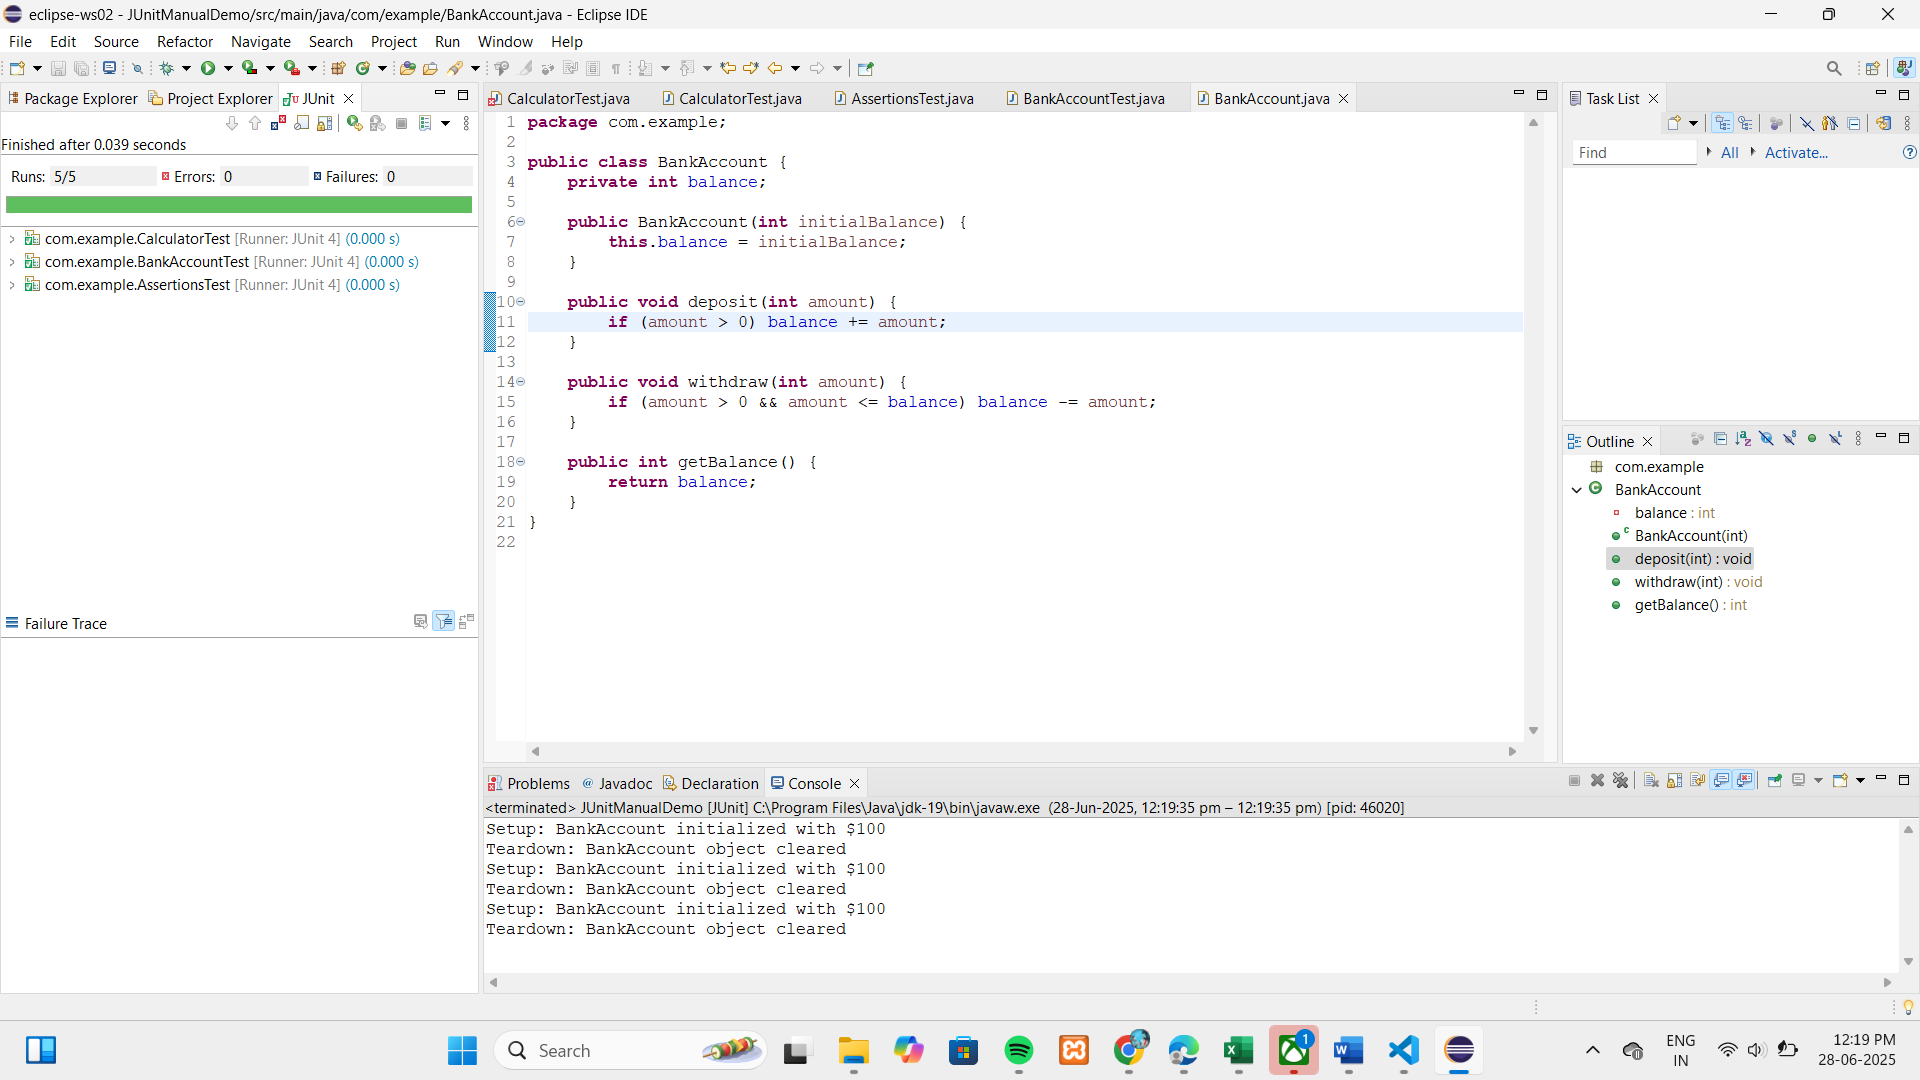 eclipse-ws02 - JUnitManualDemo/src/main/java/com/example/BankAccount.java - Eclipse IDE
File Edit Source Refactor Navigate Search Project Run Window Help
Package Explorer Project Explorer JUnit
Finished after 0.039 seconds
Runs: 5/5 Errors: 0 Failures: 0
com.example.CalculatorTest [Runner: JUnit 4] (0.000 s)
com.example.BankAccountTest [Runner: JUnit 4] (0.000 s)
com.example.AssertionsTest [Runner: JUnit 4] (0.000 s)
Failure Trace
CalculatorTest.java CalculatorTest.java AssertionsTest.java BankAccountTest.java BankAccount.java
1 package com.example;
2
3 public class BankAccount {
4     private int balance;
5
6     public BankAccount(int initialBalance) {
7         this.balance = initialBalance;
8     }
9
10     public void deposit(int amount) {
11         if (amount > 0) balance += amount;
12     }
13
14     public void withdraw(int amount) {
15         if (amount > 0 && amount <= balance) balance -= amount;
16     }
17
18     public int getBalance() {
19         return balance;
20     }
21 }
22
Task List
Find All Activate...
Outline
com.example
BankAccount
balance : int
BankAccount(int)
deposit(int) : void
withdraw(int) : void
getBalance() : int
Problems Javadoc Declaration Console
<terminated> JUnitManualDemo [JUnit] C:\Program Files\Java\jdk-19\bin\javaw.exe (28-Jun-2025, 12:19:35 pm – 12:19:35 pm) [pid: 46020]
Setup: BankAccount initialized with $100
Teardown: BankAccount object cleared
Setup: BankAccount initialized with $100
Teardown: BankAccount object cleared
Setup: BankAccount initialized with $100
Teardown: BankAccount object cleared
Search
1
ENG
IN
12:19 PM
28-06-2025